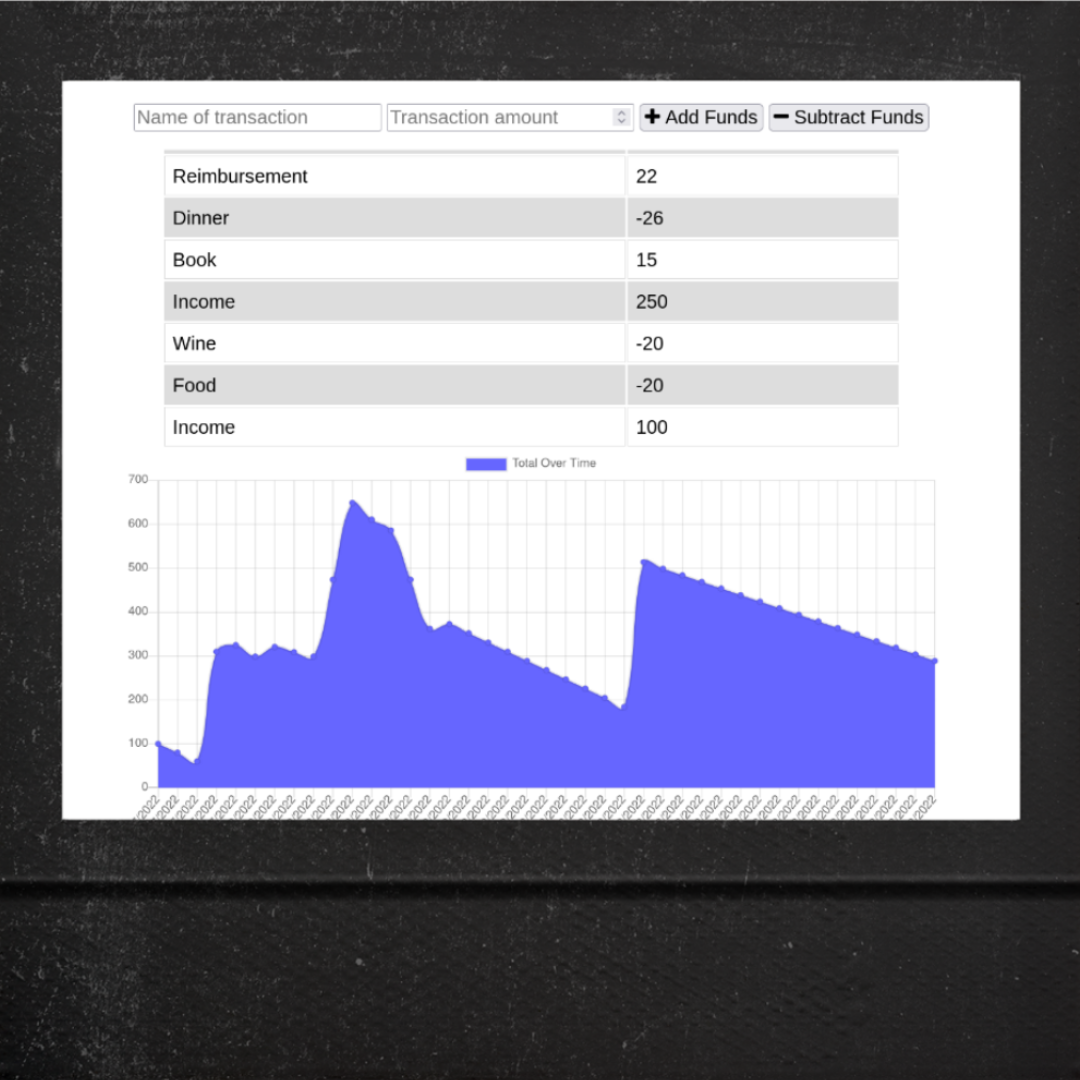 Name of transaction Transaction amount + Add Funds − Subtract Funds
Reimbursement 22
Dinner -26
Book 15
Income 250
Wine -20
Food -20
Income 100
Total Over Time
700
600
500
400
300
200
100
0
2022 2022 2022 2022 2022 2022 2022 2022 2022 2022 2022 2022 2022 2022 2022 2022 2022 2022 2022 2022 2022 2022 2022 2022 2022 2022 2022 2022 2022 2022 2022 2022 2022 2022 2022 2022 2022 2022 2022 2022 2022